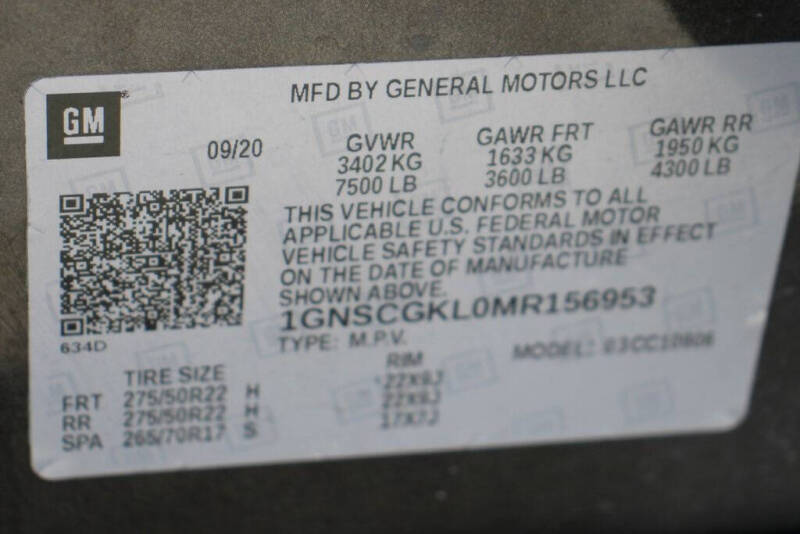 MFD BY GENERAL MOTORS LLC
GM
09/20
GVWR GAWR FRT GAWR RR
3402 KG 1633 KG 1950 KG
7500 LB 3600 LB 4300 LB
THIS VEHICLE CONFORMS TO ALL
APPLICABLE U.S. FEDERAL MOTOR
VEHICLE SAFETY STANDARDS IN EFFECT
ON THE DATE OF MANUFACTURE
SHOWN ABOVE.
1GNSCGKL0MR156953
634D
TYPE: M.P.V. MODEL:
TIRE SIZE RIM
FRT 275/50R22 H 22X9J
RR 275/50R22 H 22X9J
SPA 265/70R17 S 17X7J